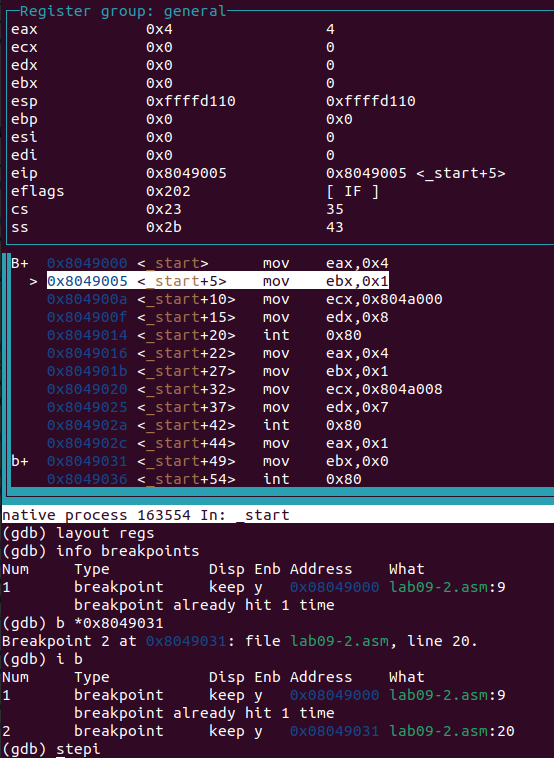 Register group: general
eax 0x4 4
ecx 0x0 0
edx 0x0 0
ebx 0x0 0
esp 0xffffd110 0xffffd110
ebp 0x0 0x0
esi 0x0 0
edi 0x0 0
eip 0x8049005 0x8049005 <_start+5>
eflags 0x202 [ IF ]
cs 0x23 35
ss 0x2b 43
B+ 0x8049000 <_start> mov eax,0x4
> 0x8049005 <_start+5> mov ebx,0x1
0x804900a <_start+10> mov ecx,0x804a000
0x804900f <_start+15> mov edx,0x8
0x8049014 <_start+20> int 0x80
0x8049016 <_start+22> mov eax,0x4
0x804901b <_start+27> mov ebx,0x1
0x8049020 <_start+32> mov ecx,0x804a008
0x8049025 <_start+37> mov edx,0x7
0x804902a <_start+42> int 0x80
0x804902c <_start+44> mov eax,0x1
b+ 0x8049031 <_start+49> mov ebx,0x0
0x8049036 <_start+54> int 0x80
native process 163554 In: _start
(gdb) layout regs
(gdb) info breakpoints
Num Type Disp Enb Address What
1 breakpoint keep y 0x08049000 lab09-2.asm:9
breakpoint already hit 1 time
(gdb) b *0x8049031
Breakpoint 2 at 0x8049031: file lab09-2.asm, line 20.
(gdb) i b
Num Type Disp Enb Address What
1 breakpoint keep y 0x08049000 lab09-2.asm:9
breakpoint already hit 1 time
2 breakpoint keep y 0x08049031 lab09-2.asm:20
(gdb) stepi